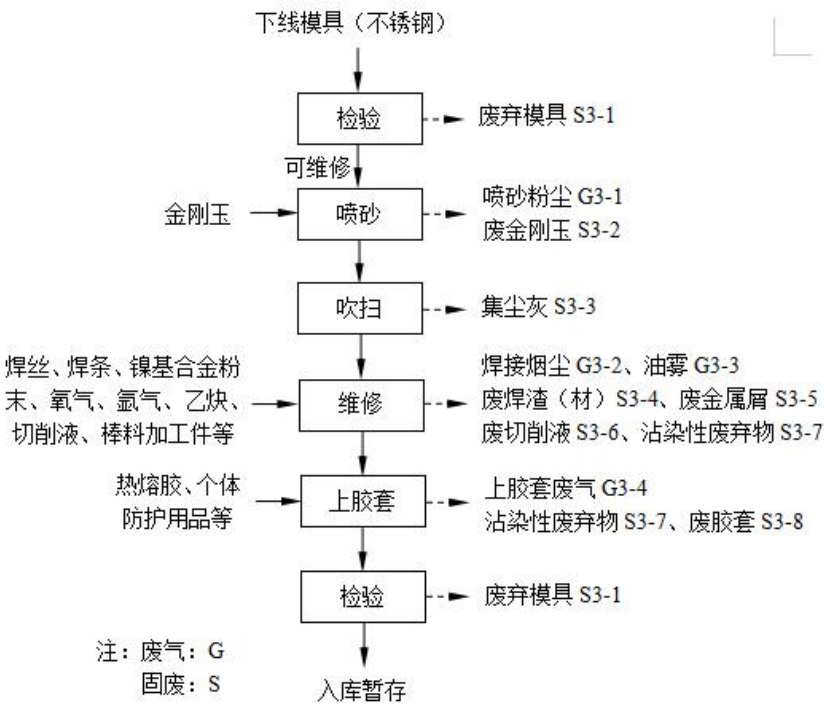 下线模具（不锈钢）
检验
废弃模具 S3-1
可维修
金刚玉
喷砂
喷砂粉尘 G3-1
废金刚玉 S3-2
吹扫
集尘灰 S3-3
焊丝、焊条、镍基合金粉
末、氧气、氩气、乙炔、
切削液、棒料加工件等
维修
焊接烟尘 G3-2、油雾 G3-3
废焊渣（材）S3-4、废金属屑 S3-5
废切削液 S3-6、沾染性废弃物 S3-7
热熔胶、个体
防护用品等
上胶套
上胶套废气 G3-4
沾染性废弃物 S3-7、废胶套 S3-8
检验
废弃模具 S3-1
注：废气：G
固废：S
入库暂存